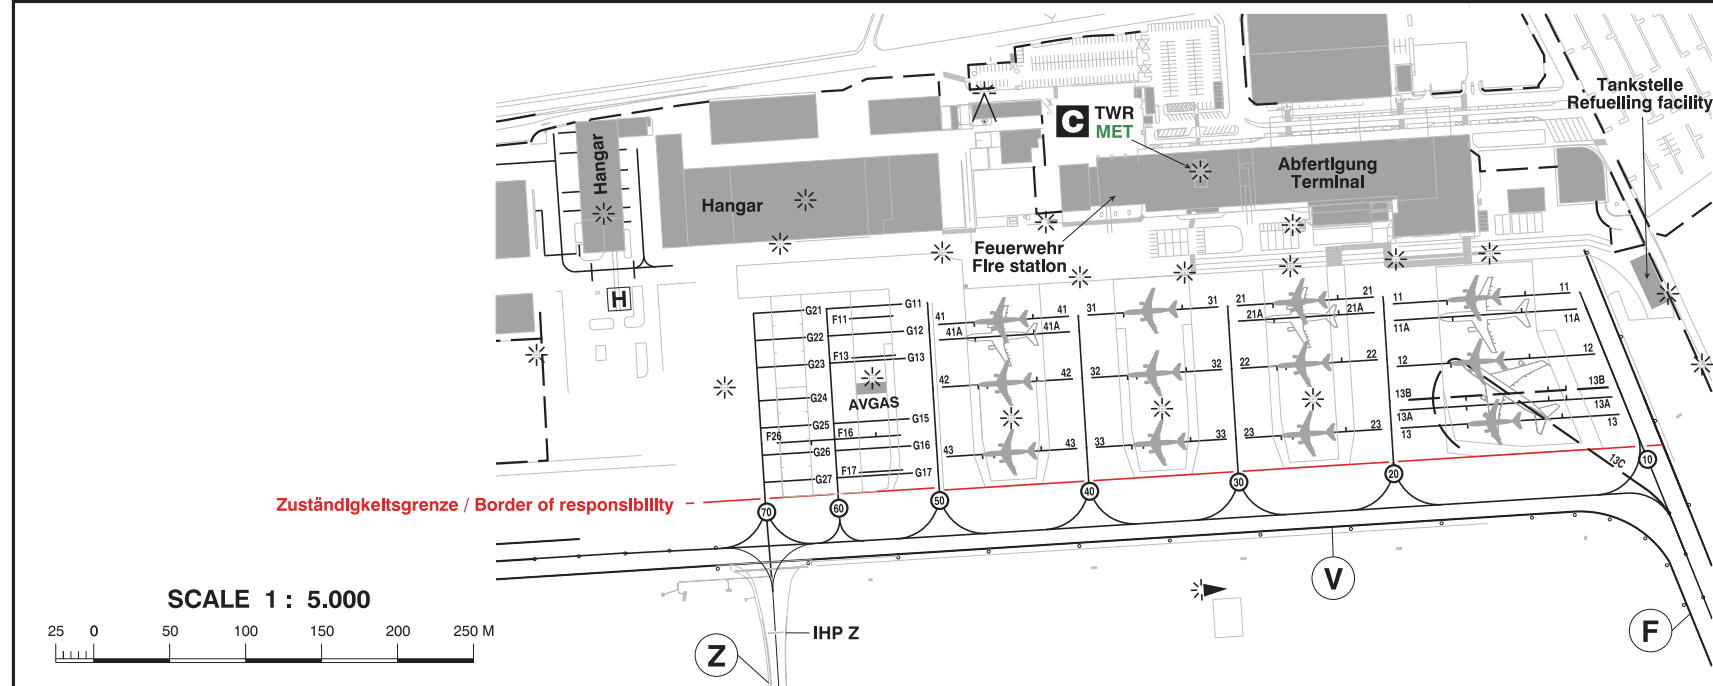 Tankstelle
Refuelling facility
C TWR
MET
Hangar
Abfertigung
Terminal
Hangar
Feuerwehr
Fire station
H
G21
G11
F11
G22
G12
G23
F13
G13
G24
AVGAS
G25
G15
F26
F16
G26
G16
F17
G17
G27
41
41
41A
41A
42
42
43
43
31
31
32
32
33
33
21
21
21A
21A
22
22
23
23
11
11
11A
11A
12
12
13B
13B
13A
13A
13
13
13C
10
20
30
40
50
60
70
Zuständigkeitsgrenze / Border of responsibility
V
F
Z
IHP Z
SCALE 1 : 5.000
25 0 50 100 150 200 250 M